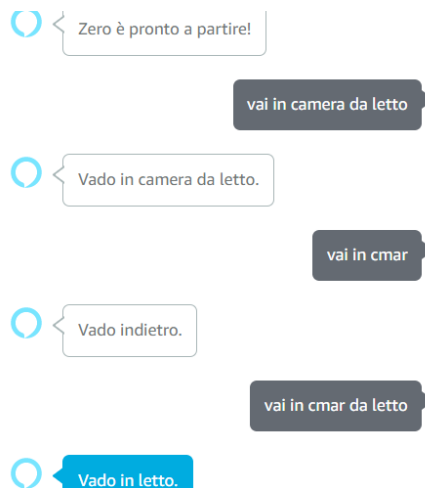 Zero è pronto a partire!
vai in camera da letto
Vado in camera da letto.
vai in cmar
Vado indietro.
vai in cmar da letto
Vado in letto.